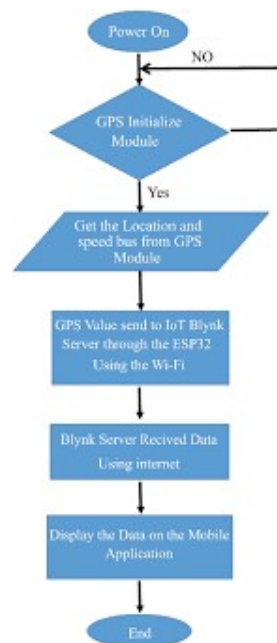 Power On
NO
GPS Initialize
Module
Yes
Get the Location and
speed bus from GPS
Module
GPS Value send to IoT Blynk
Server through the ESP32
Using the Wi-Fi
Blynk Server Recived Data
Using internet
Display the Data on the Mobile
Application
End